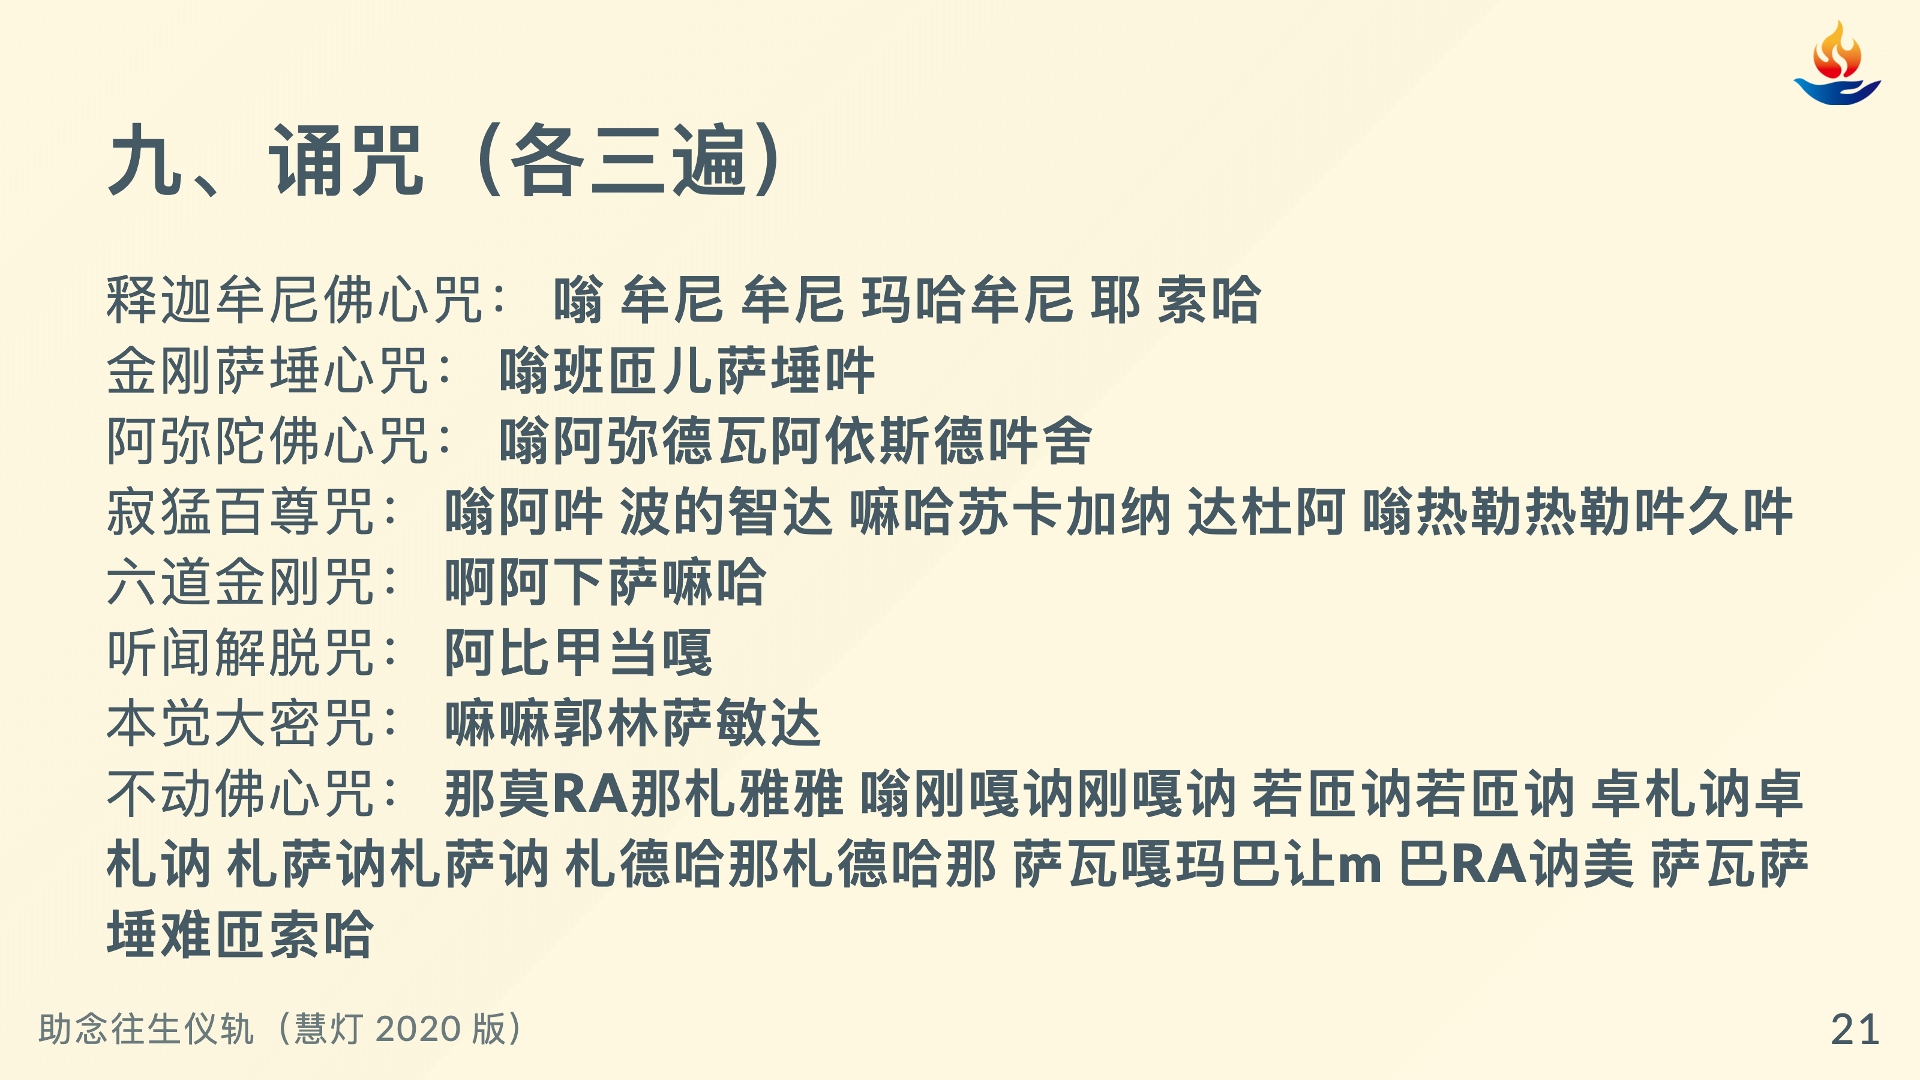 九、诵咒（各三遍）
释迦牟尼佛心咒： 嗡 牟尼 牟尼 玛哈牟尼 耶 索哈
金刚萨埵心咒： 嗡班匝儿萨埵吽
阿弥陀佛心咒： 嗡阿弥德瓦阿依斯德吽舍
寂猛百尊咒： 嗡阿吽 波的智达 嘛哈苏卡加纳 达杜阿 嗡热勒热勒吽久吽
六道金刚咒： 啊阿下萨嘛哈
听闻解脱咒： 阿比甲当嘎
本觉大密咒： 嘛嘛郭林萨敏达
不动佛心咒： 那莫RA那札雅雅 嗡刚嘎讷刚嘎讷 若匝讷若匝讷 卓札讷卓
札讷 札萨讷札萨讷 札德哈那札德哈那 萨瓦嘎玛巴让m 巴RA讷美 萨瓦萨
埵难匝索哈
助念往生仪轨（慧灯 2020 版）
21